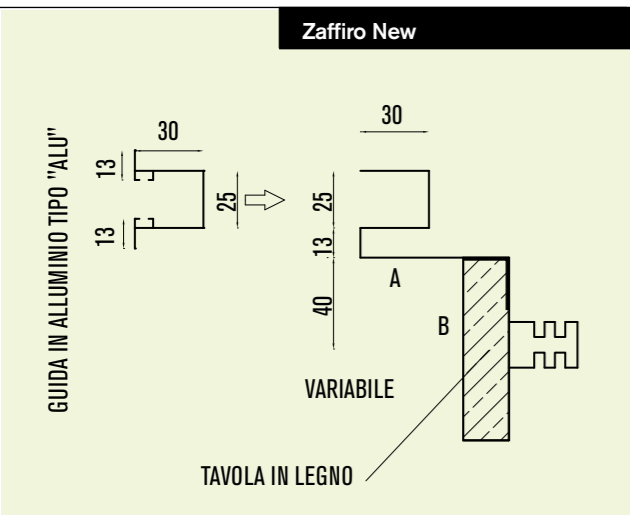 Zaffiro New
GUIDA IN ALLUMINIO TIPO "ALU"
13
30
25
13
30
25
13
40
A
B
VARIABILE
TAVOLA IN LEGNO